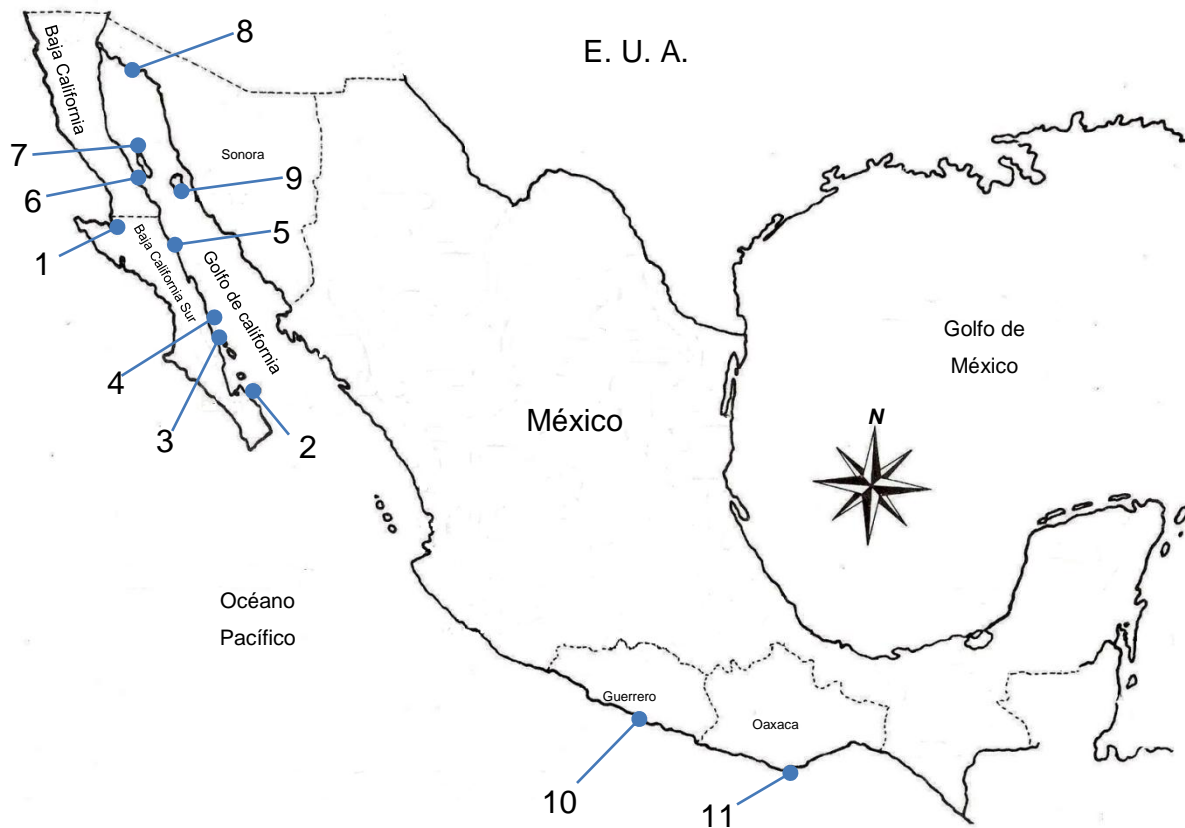 8
E. U. A.
Baja California
7
Sonora
6
9
1
5
Baja California Sur
Golfo de california
4
3
2
Golfo de
México
México
N
Océano
Pacífico
Guerrero
Oaxaca
10
11